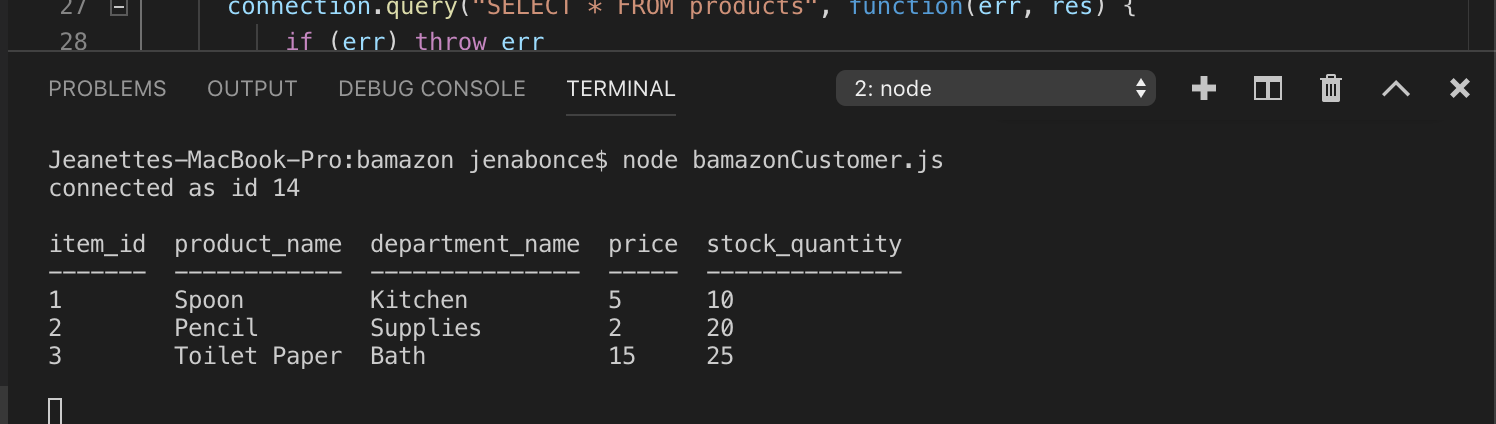 27 connection.query("SELECT * FROM products", function(err, res) {
28 if (err) throw err
PROBLEMS OUTPUT DEBUG CONSOLE TERMINAL 2: node
Jeanettes-MacBook-Pro:bamazon jenabonce$ node bamazonCustomer.js
connected as id 14
item_id  product_name  department_name  price  stock_quantity
-------  ------------  ---------------  -----  --------------
1        Spoon         Kitchen          5      10
2        Pencil        Supplies         2      20
3        Toilet Paper  Bath             15     25